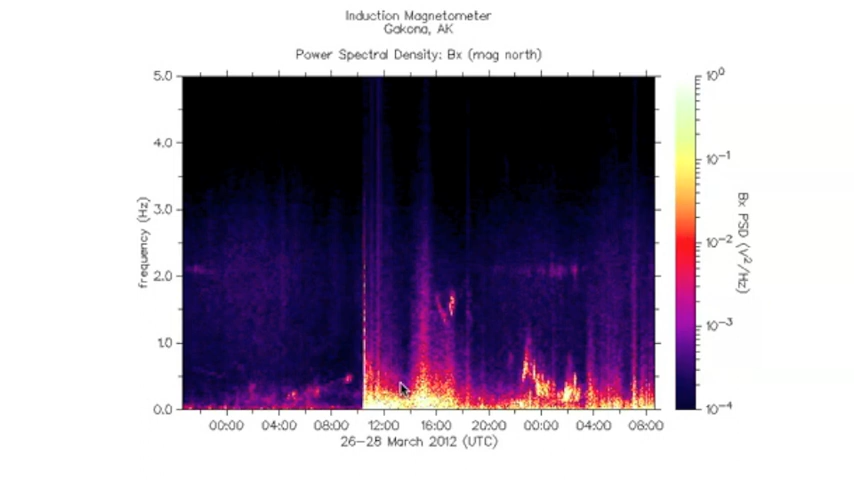 Induction Magnetometer
Gakona, AK
Power Spectral Density: Bx (mag north)
5.0
4.0
3.0
2.0
1.0
0.0
frequency (Hz)
00:00 04:00 08:00 12:00 16:00 20:00 00:00 04:00 08:00
26–28 March 2012 (UTC)
10⁰
10⁻¹
10⁻²
10⁻³
10⁻⁴
Bx PSD (V²/Hz)